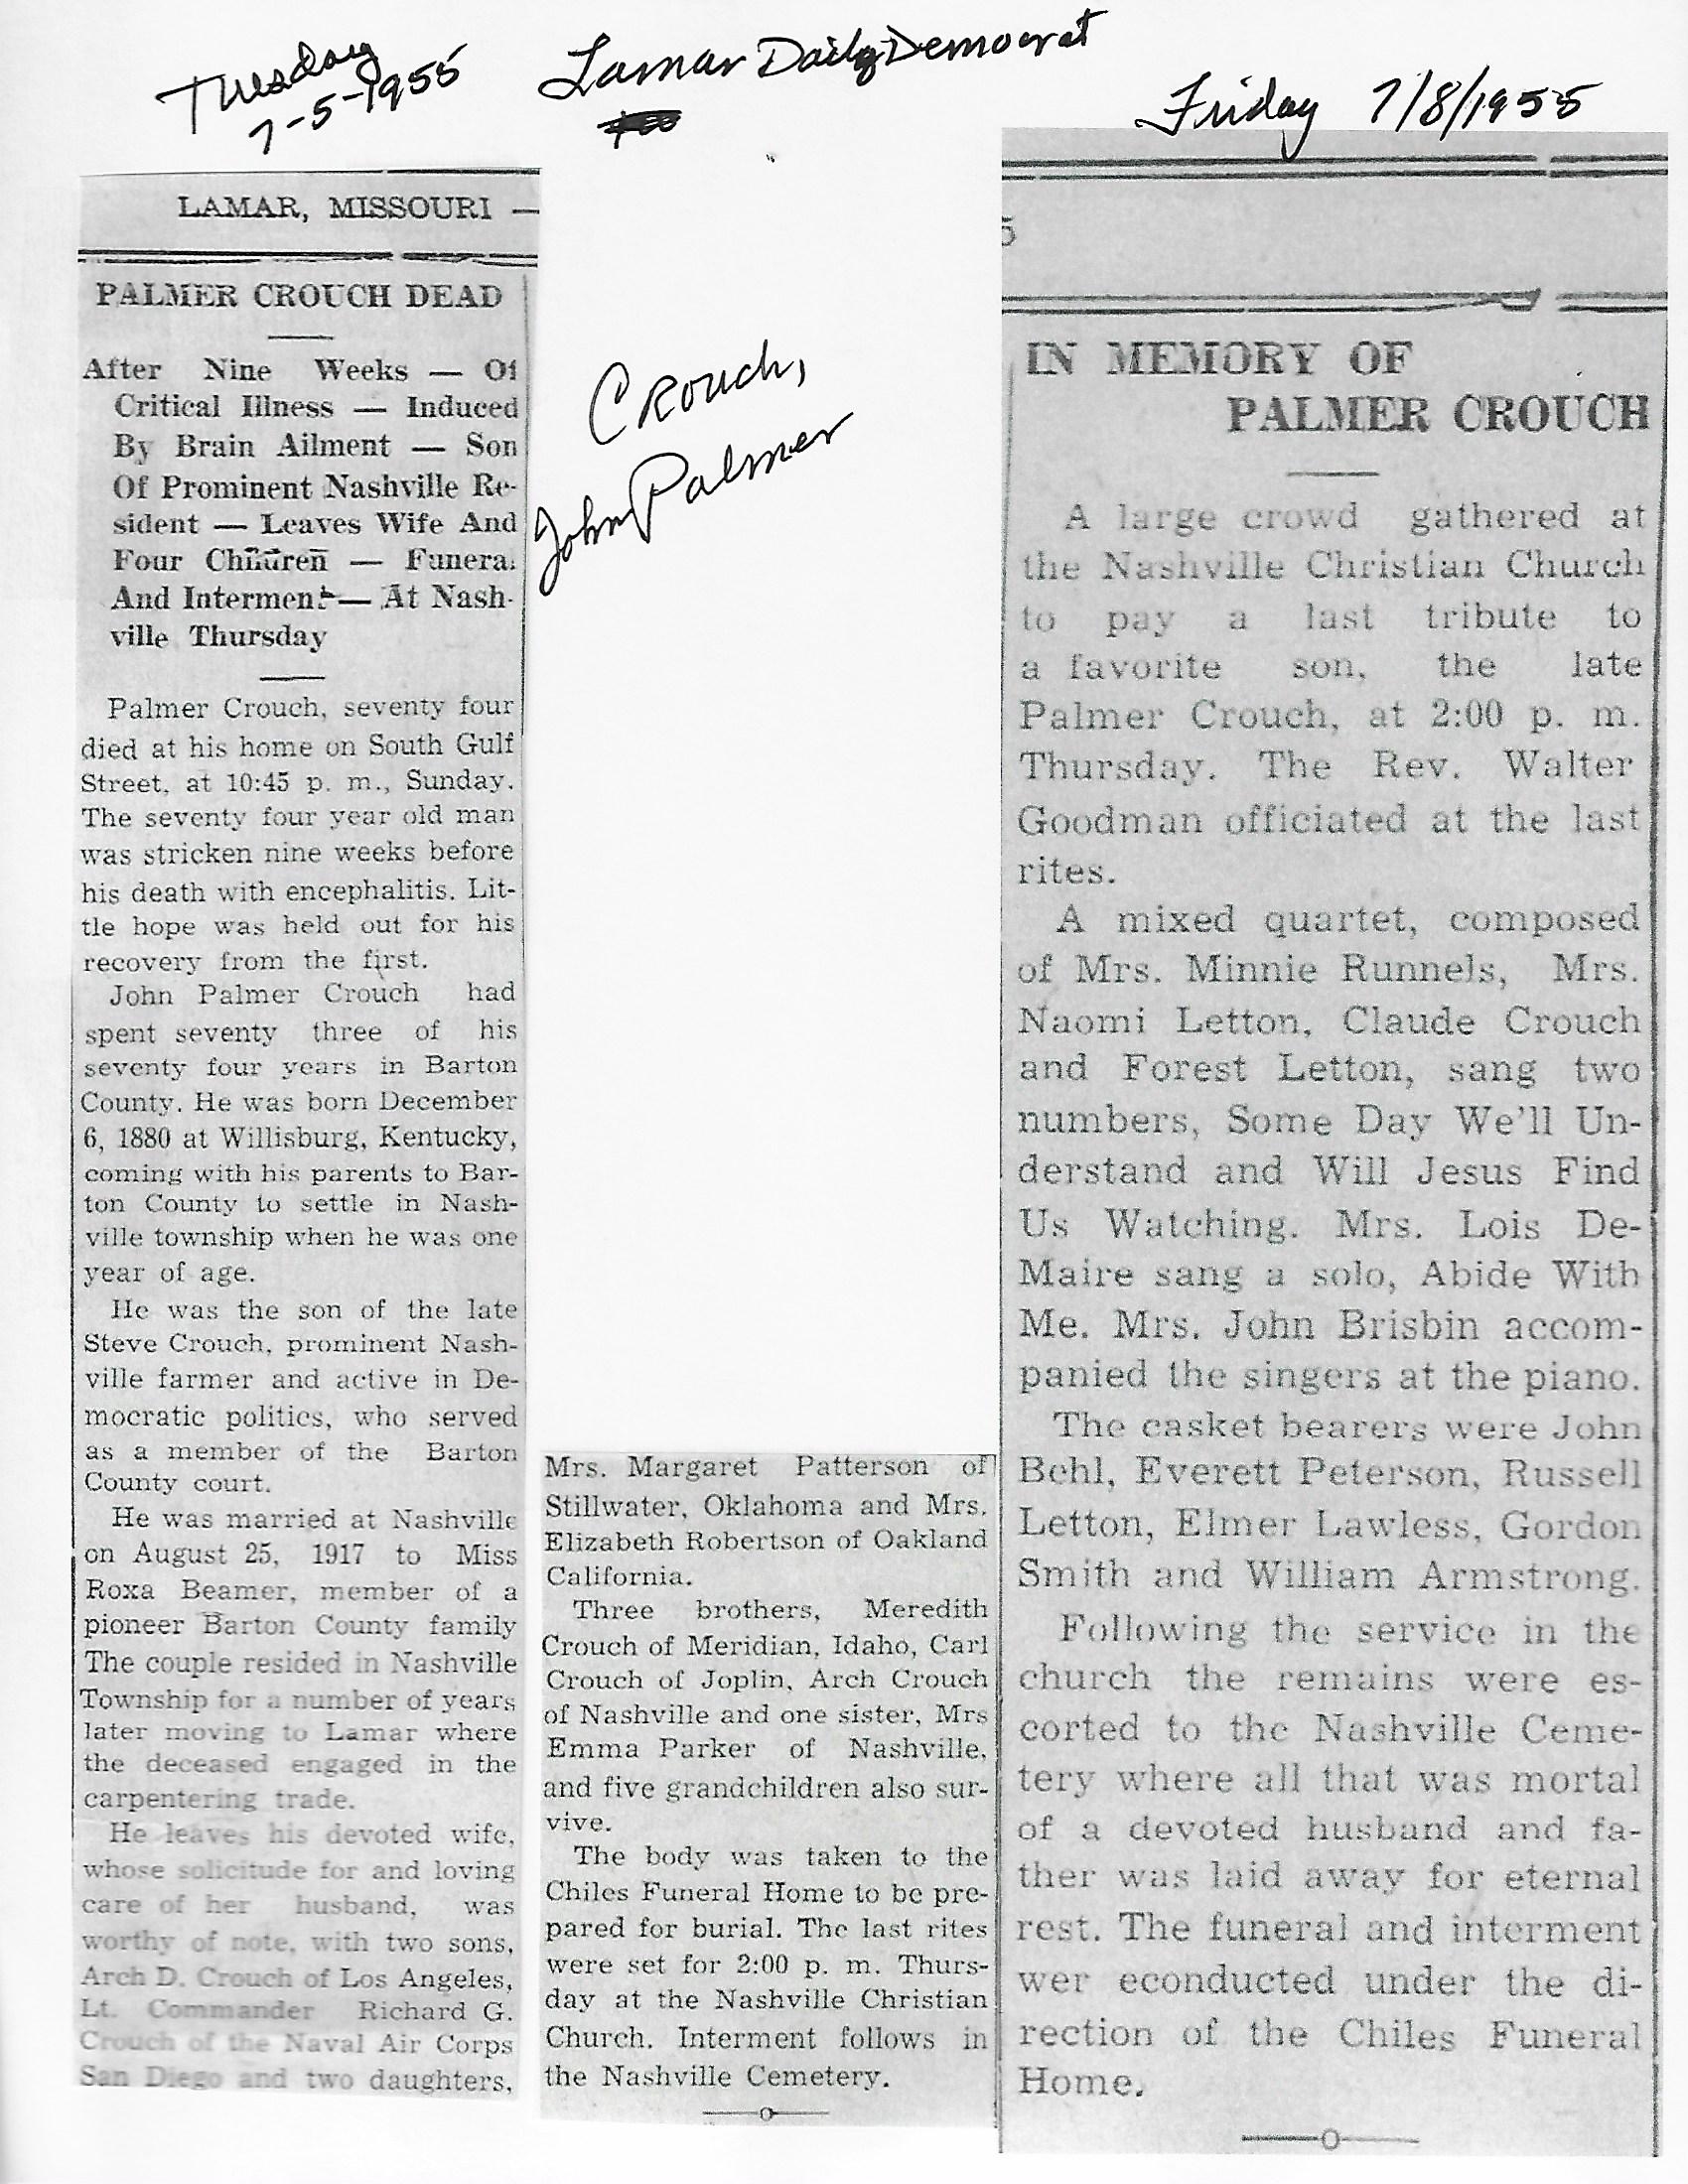 Tuesday
7-5-1955
Lamar Daily Democrat
Friday 7/8/1955
LAMAR, MISSOURI —
PALMER CROUCH DEAD
After Nine Weeks — Of
Critical Illness — Induced
By Brain Ailment — Son
Of Prominent Nashville Re-
sident — Leaves Wife And
Four Children — Funeral
And Interment — At Nash-
ville Thursday
Palmer Crouch, seventy four
died at his home on South Gulf
Street, at 10:45 p. m., Sunday.
The seventy four year old man
was stricken nine weeks before
his death with encephalitis. Lit-
tle hope was held out for his
recovery from the first.
John Palmer Crouch had
spent seventy three of his
seventy four years in Barton
County. He was born December
6, 1880 at Willisburg, Kentucky,
coming with his parents to Bar-
ton County to settle in Nash-
ville township when he was one
year of age.
He was the son of the late
Steve Crouch, prominent Nash-
ville farmer and active in De-
mocratic politics, who served
as a member of the Barton
County court.
He was married at Nashville
on August 25, 1917 to Miss
Roxa Beamer, member of a
pioneer Barton County family
The couple resided in Nashville
Township for a number of years
later moving to Lamar where
the deceased engaged in the
carpentering trade.
He leaves his devoted wife,
whose solicitude for and loving
care of her husband, was
worthy of note, with two sons,
Arch D. Crouch of Los Angeles,
Lt. Commander Richard G.
Crouch of the Naval Air Corps
San Diego and two daughters,
Crouch,
John Palmer
Mrs. Margaret Patterson of
Stillwater, Oklahoma and Mrs.
Elizabeth Robertson of Oakland
California.
Three brothers, Meredith
Crouch of Meridian, Idaho, Carl
Crouch of Joplin, Arch Crouch
of Nashville and one sister, Mrs
Emma Parker of Nashville,
and five grandchildren also sur-
vive.
The body was taken to the
Chiles Funeral Home to be pre-
pared for burial. The last rites
were set for 2:00 p. m. Thurs-
day at the Nashville Christian
Church. Interment follows in
the Nashville Cemetery.
5
IN MEMORY OF
PALMER CROUCH
A large crowd gathered at
the Nashville Christian Church
to pay a last tribute to
a favorite son, the late
Palmer Crouch, at 2:00 p. m.
Thursday. The Rev. Walter
Goodman officiated at the last
rites.
A mixed quartet, composed
of Mrs. Minnie Runnels, Mrs.
Naomi Letton, Claude Crouch
and Forest Letton, sang two
numbers, Some Day We'll Un-
derstand and Will Jesus Find
Us Watching. Mrs. Lois De-
Maire sang a solo, Abide With
Me. Mrs. John Brisbin accom-
panied the singers at the piano.
The casket bearers were John
Behl, Everett Peterson, Russell
Letton, Elmer Lawless, Gordon
Smith and William Armstrong.
Following the service in the
church the remains were es-
corted to the Nashville Ceme-
tery where all that was mortal
of a devoted husband and fa-
ther was laid away for eternal
rest. The funeral and interment
wer econducted under the di-
rection of the Chiles Funeral
Home.